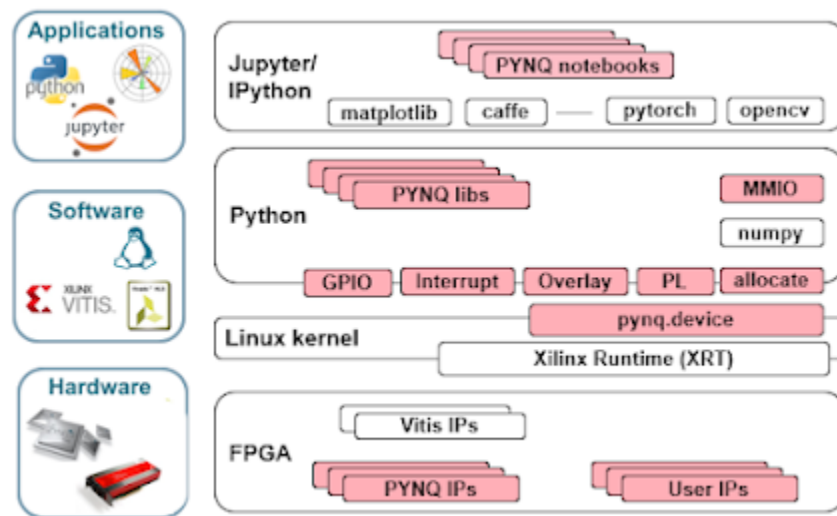 Applications
python
jupyter
Software
XILINX
VITIS.
Hardware
Jupyter/
IPython
PYNQ notebooks
matplotlib
caffe
pytorch
opencv
Python
PYNQ libs
MMIO
numpy
GPIO
Interrupt
Overlay
PL
allocate
Linux kernel
pynq.device
Xilinx Runtime (XRT)
FPGA
Vitis IPs
PYNQ IPs
User IPs